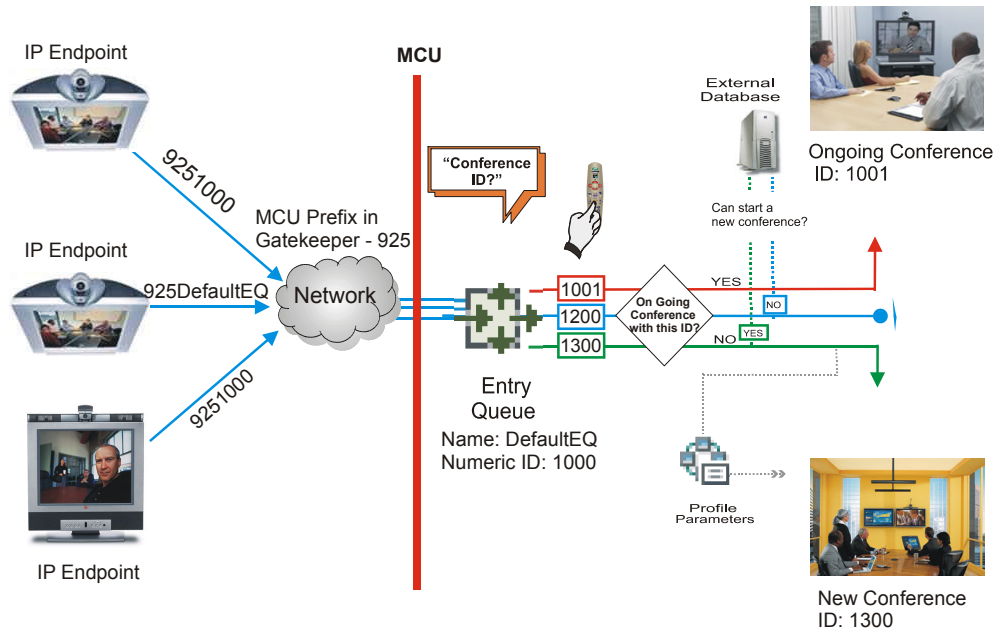 IP Endpoint
9251000
IP Endpoint
925DefaultEQ
9251000
IP Endpoint
MCU Prefix in
Gatekeeper - 925
Network
MCU
“Conference
ID?”
Entry
Queue
Name: DefaultEQ
Numeric ID: 1000
1001
1200
1300
On Going
Conference
with this ID?
YES
NO
External
Database
Can start a
new conference?
NO
YES
Profile
Parameters
Ongoing Conference
ID: 1001
New Conference
ID: 1300